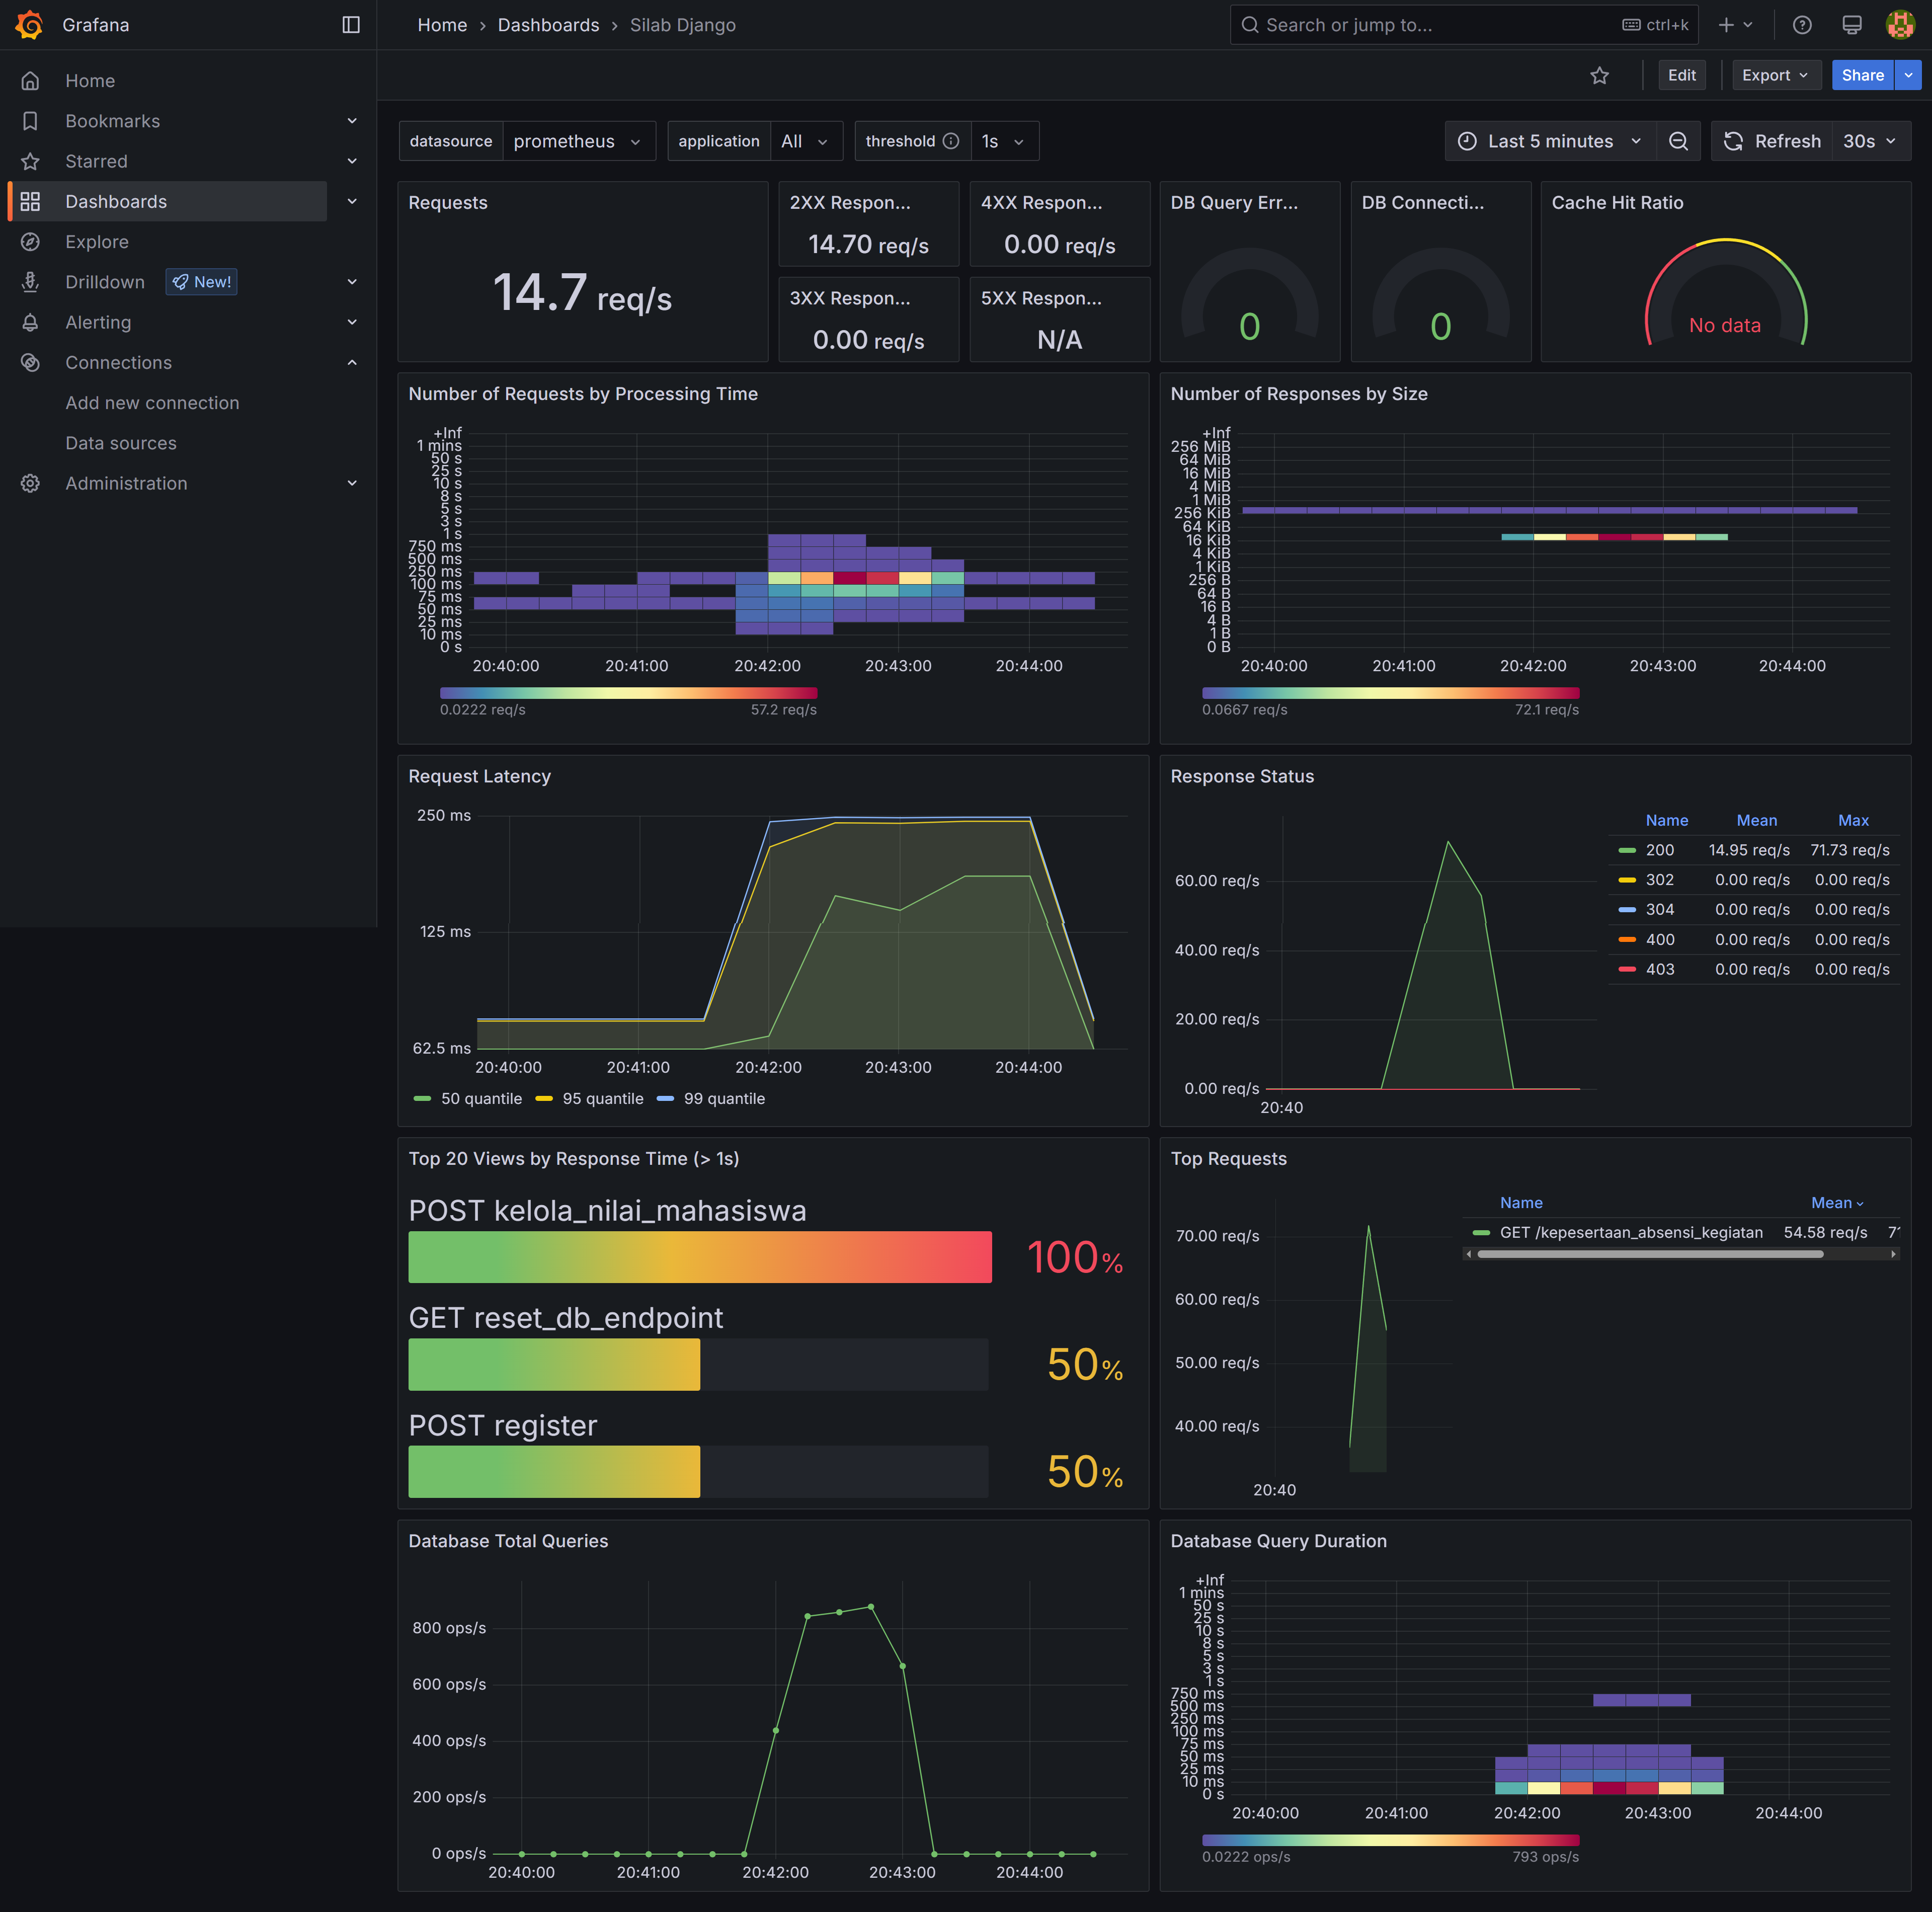 Grafana
Home › Dashboards › Silab Django
Search or jump to...
ctrl+k
Home
Bookmarks
Starred
Dashboards
Explore
Drilldown
New!
Alerting
Connections
Add new connection
Data sources
Administration
Edit
Export
Share
datasource
prometheus
application
All
threshold
1s
Last 5 minutes
Refresh
30s
Requests
14.7 req/s
2XX Respon...
14.70 req/s
4XX Respon...
0.00 req/s
3XX Respon...
0.00 req/s
5XX Respon...
N/A
DB Query Err...
0
DB Connecti...
0
Cache Hit Ratio
No data
Number of Requests by Processing Time
+Inf
1 mins
50 s
25 s
10 s
8 s
5 s
3 s
1 s
750 ms
500 ms
250 ms
100 ms
75 ms
50 ms
25 ms
10 ms
0 s
20:40:00 20:41:00 20:42:00 20:43:00 20:44:00
0.0222 req/s 57.2 req/s
Number of Responses by Size
+Inf
256 MiB
64 MiB
16 MiB
4 MiB
1 MiB
256 KiB
64 KiB
16 KiB
4 KiB
1 KiB
256 B
64 B
16 B
4 B
1 B
0 B
20:40:00 20:41:00 20:42:00 20:43:00 20:44:00
0.0667 req/s 72.1 req/s
Request Latency
250 ms
125 ms
62.5 ms
20:40:00 20:41:00 20:42:00 20:43:00 20:44:00
50 quantile 95 quantile 99 quantile
Response Status
60.00 req/s
40.00 req/s
20.00 req/s
0.00 req/s
20:40
Name Mean Max
200 14.95 req/s 71.73 req/s
302 0.00 req/s 0.00 req/s
304 0.00 req/s 0.00 req/s
400 0.00 req/s 0.00 req/s
403 0.00 req/s 0.00 req/s
Top 20 Views by Response Time (> 1s)
POST kelola_nilai_mahasiswa
100%
GET reset_db_endpoint
50%
POST register
50%
Top Requests
70.00 req/s
60.00 req/s
50.00 req/s
40.00 req/s
20:40
Name Mean
GET /kepesertaan_absensi_kegiatan 54.58 req/s
Database Total Queries
800 ops/s
600 ops/s
400 ops/s
200 ops/s
0 ops/s
20:40:00 20:41:00 20:42:00 20:43:00 20:44:00
Database Query Duration
+Inf
1 mins
50 s
25 s
10 s
8 s
5 s
3 s
1 s
750 ms
500 ms
250 ms
100 ms
75 ms
50 ms
25 ms
10 ms
0 s
20:40:00 20:41:00 20:42:00 20:43:00 20:44:00
0.0222 ops/s 793 ops/s